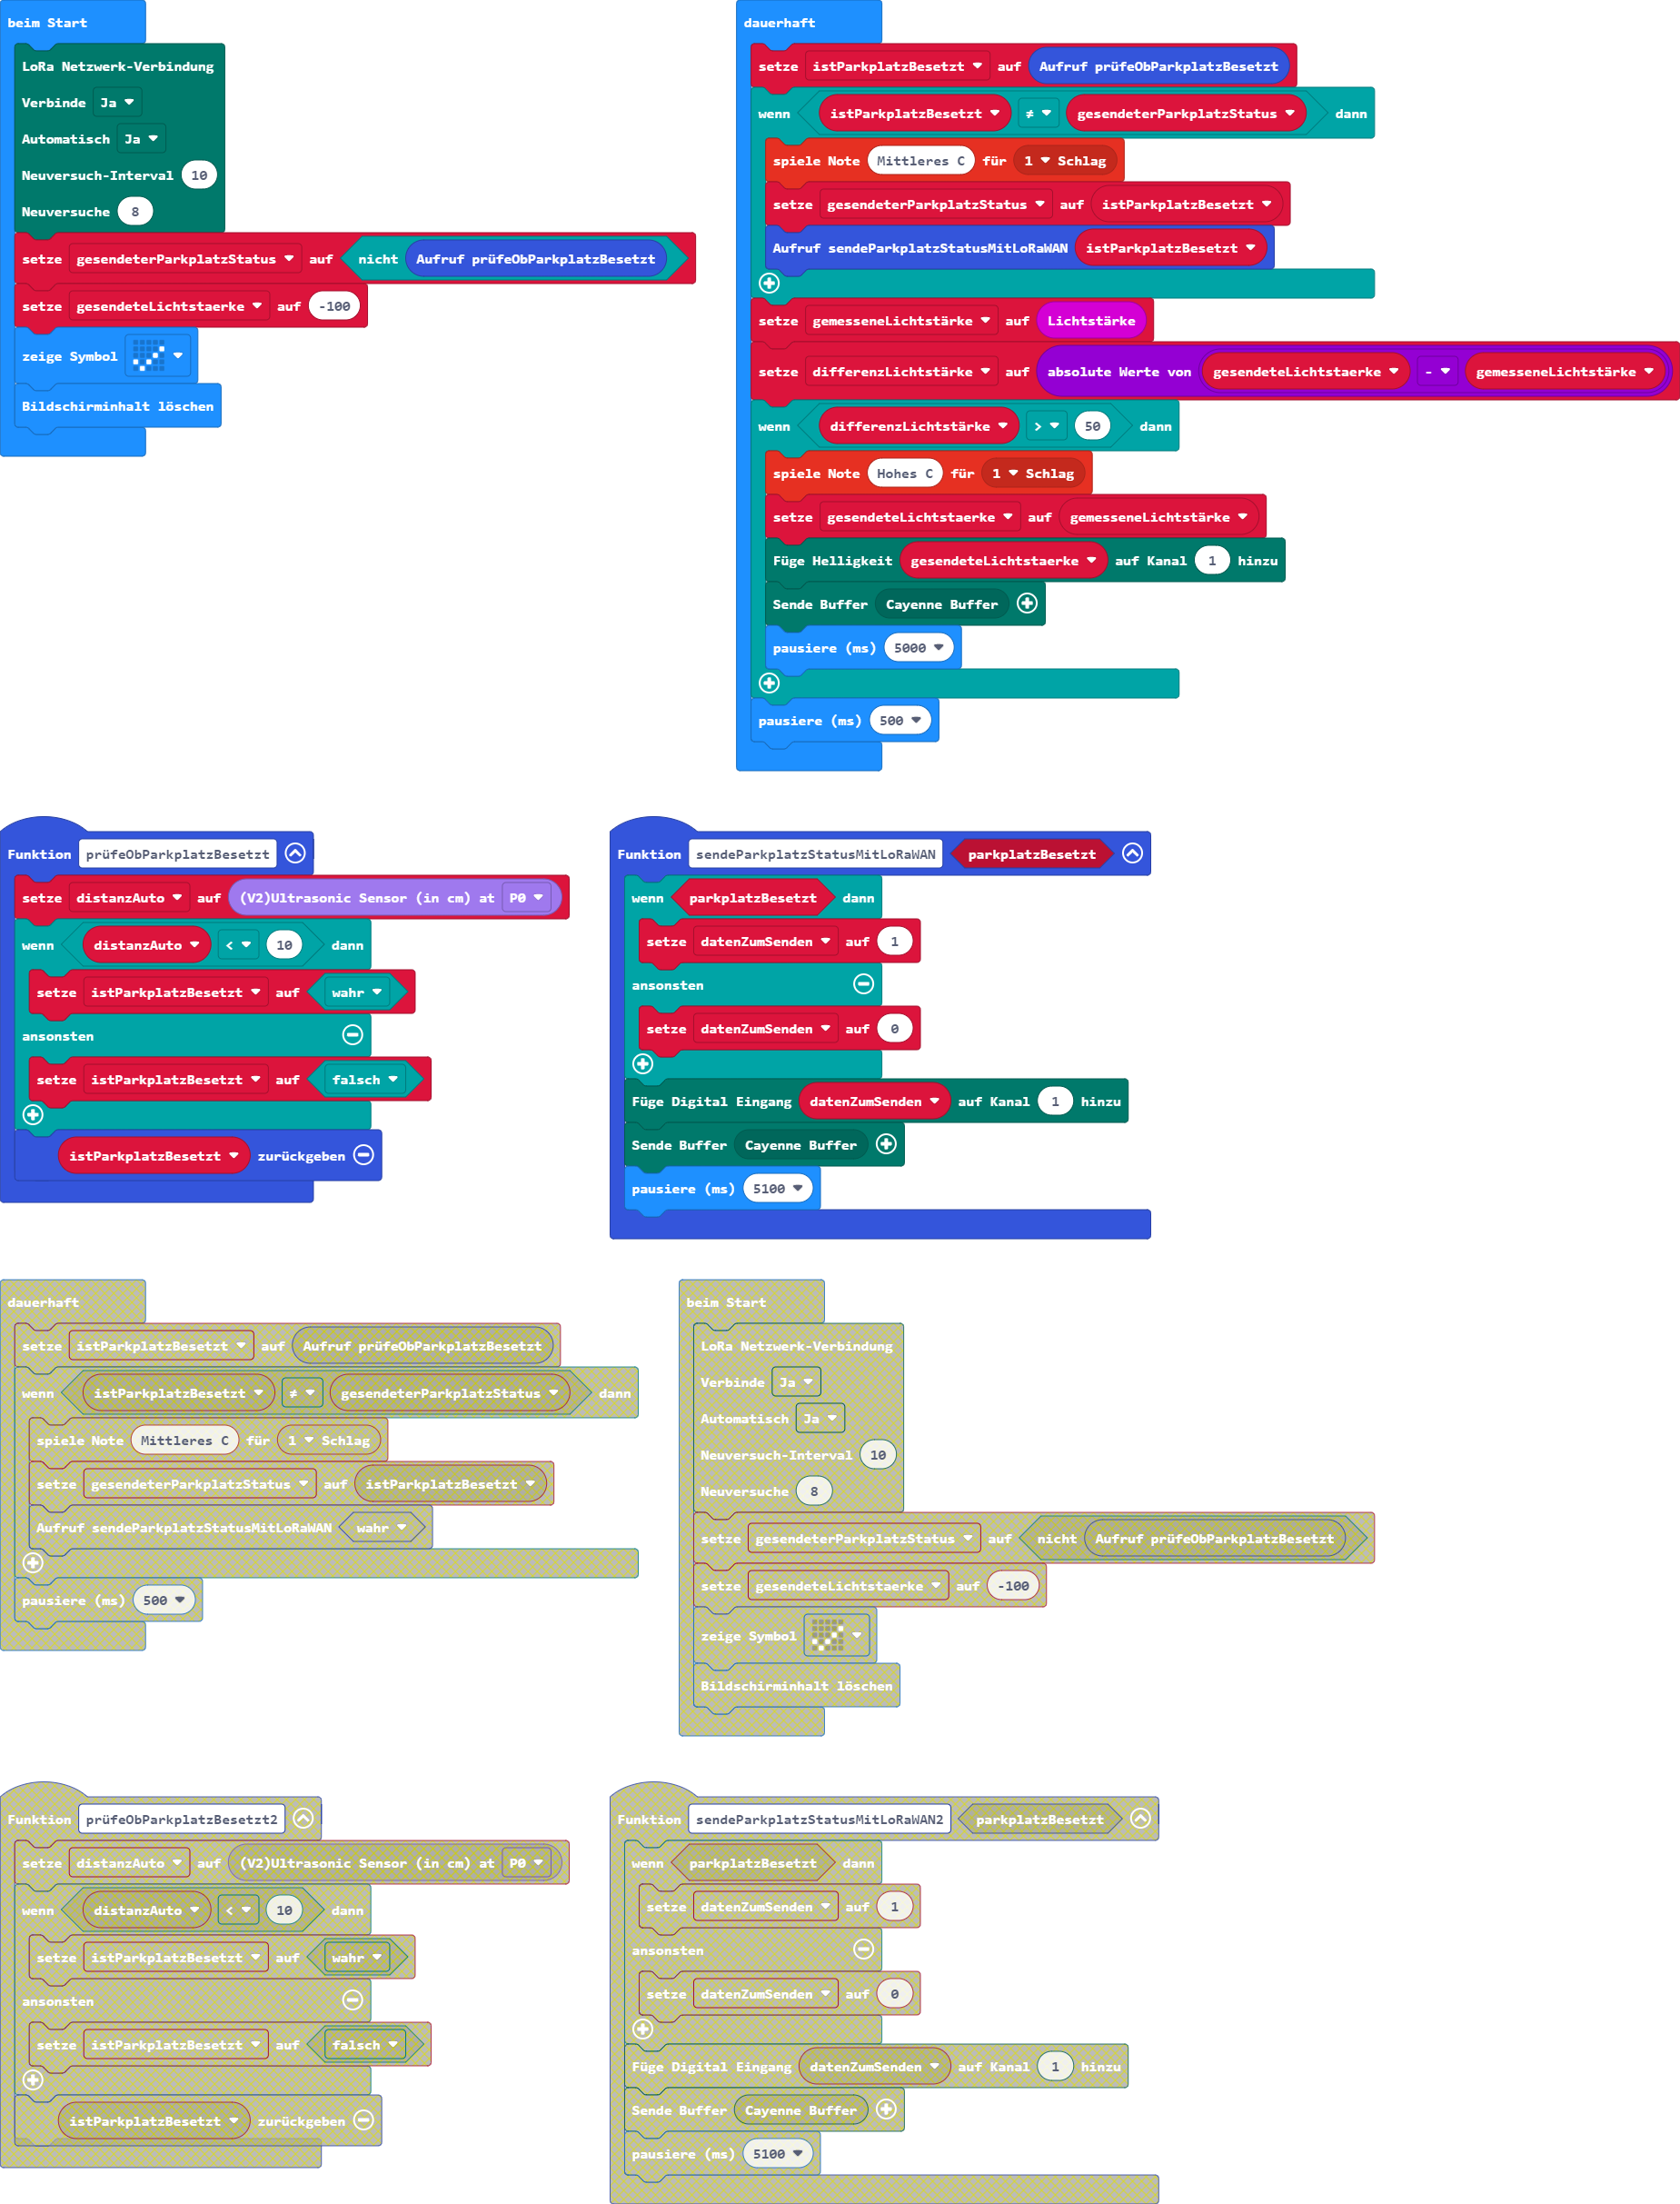 beim Start
LoRa Netzwerk-Verbindung
Verbinde Ja
Automatisch Ja
Neuversuch-Interval 10
Neuversuche 8
setze gesendeterParkplatzStatus auf nicht Aufruf prüfeObParkplatzBesetzt
setze gesendeteLichtstaerke auf -100
zeige Symbol
Bildschirminhalt löschen
dauerhaft
setze istParkplatzBesetzt auf Aufruf prüfeObParkplatzBesetzt
wenn istParkplatzBesetzt ≠ gesendeterParkplatzStatus dann
spiele Note Mittleres C für 1 Schlag
setze gesendeterParkplatzStatus auf istParkplatzBesetzt
Aufruf sendeParkplatzStatusMitLoRaWAN istParkplatzBesetzt
setze gemesseneLichtstärke auf Lichtstärke
setze differenzLichtstärke auf absolute Werte von gesendeteLichtstaerke - gemesseneLichtstärke
wenn differenzLichtstärke > 50 dann
spiele Note Hohes C für 1 Schlag
setze gesendeteLichtstaerke auf gemesseneLichtstärke
Füge Helligkeit gesendeteLichtstaerke auf Kanal 1 hinzu
Sende Buffer Cayenne Buffer
pausiere (ms) 5000
pausiere (ms) 500
Funktion prüfeObParkplatzBesetzt
setze distanzAuto auf (V2)Ultrasonic Sensor (in cm) at P0
wenn distanzAuto < 10 dann
setze istParkplatzBesetzt auf wahr
ansonsten
setze istParkplatzBesetzt auf falsch
istParkplatzBesetzt zurückgeben
Funktion sendeParkplatzStatusMitLoRaWAN parkplatzBesetzt
wenn parkplatzBesetzt dann
setze datenZumSenden auf 1
ansonsten
setze datenZumSenden auf 0
Füge Digital Eingang datenZumSenden auf Kanal 1 hinzu
Sende Buffer Cayenne Buffer
pausiere (ms) 5100
dauerhaft
setze istParkplatzBesetzt auf Aufruf prüfeObParkplatzBesetzt
wenn istParkplatzBesetzt ≠ gesendeterParkplatzStatus dann
spiele Note Mittleres C für 1 Schlag
setze gesendeterParkplatzStatus auf istParkplatzBesetzt
Aufruf sendeParkplatzStatusMitLoRaWAN wahr
pausiere (ms) 500
beim Start
LoRa Netzwerk-Verbindung
Verbinde Ja
Automatisch Ja
Neuversuch-Interval 10
Neuversuche 8
setze gesendeterParkplatzStatus auf nicht Aufruf prüfeObParkplatzBesetzt
setze gesendeteLichtstaerke auf -100
zeige Symbol
Bildschirminhalt löschen
Funktion prüfeObParkplatzBesetzt2
setze distanzAuto auf (V2)Ultrasonic Sensor (in cm) at P0
wenn distanzAuto < 10 dann
setze istParkplatzBesetzt auf wahr
ansonsten
setze istParkplatzBesetzt auf falsch
istParkplatzBesetzt zurückgeben
Funktion sendeParkplatzStatusMitLoRaWAN2 parkplatzBesetzt
wenn parkplatzBesetzt dann
setze datenZumSenden auf 1
ansonsten
setze datenZumSenden auf 0
Füge Digital Eingang datenZumSenden auf Kanal 1 hinzu
Sende Buffer Cayenne Buffer
pausiere (ms) 5100